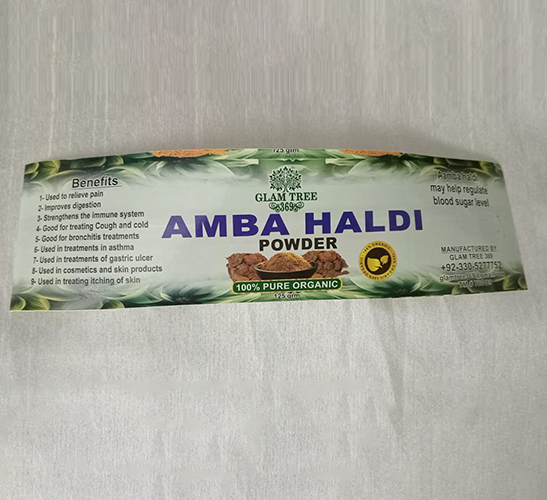 125 g/m
Benefits
1- Used to relieve pain
2- Improves digestion
3- Strengthens the immune system
4- Good for treating Cough and cold
5- Good for bronchitis treatments
6- Used in treatments in asthma
7- Used in treatments of gastric ulcer
8- Used in cosmetics and skin products
9- Used in treating itching of skin
GLAM TREE
369
AMBA HALDI
POWDER
100% PURE ORGANIC
125 grm
Aamba haldi
may help regulate
blood sugar level
MANUFACTURED BY:
GLAM TREE 369
+92-330-5277752